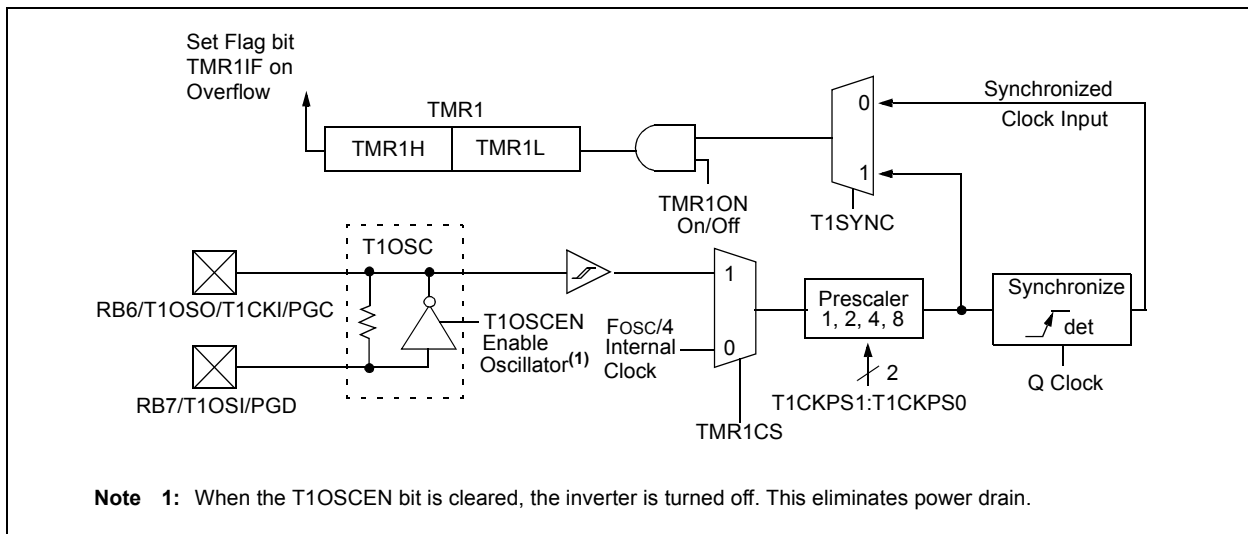 Set Flag bit
TMR1IF on
Overflow
TMR1
TMR1H
TMR1L
TMR1ON
On/Off
0
1
T1SYNC
Synchronized
Clock Input
T1OSC
RB6/T1OSO/T1CKI/PGC
RB7/T1OSI/PGD
T1OSCEN
Enable
Oscillator(1)
FOSC/4
Internal
Clock
1
0
TMR1CS
Prescaler
1, 2, 4, 8
2
T1CKPS1:T1CKPS0
Synchronize
det
Q Clock
Note 1: When the T1OSCEN bit is cleared, the inverter is turned off. This eliminates power drain.